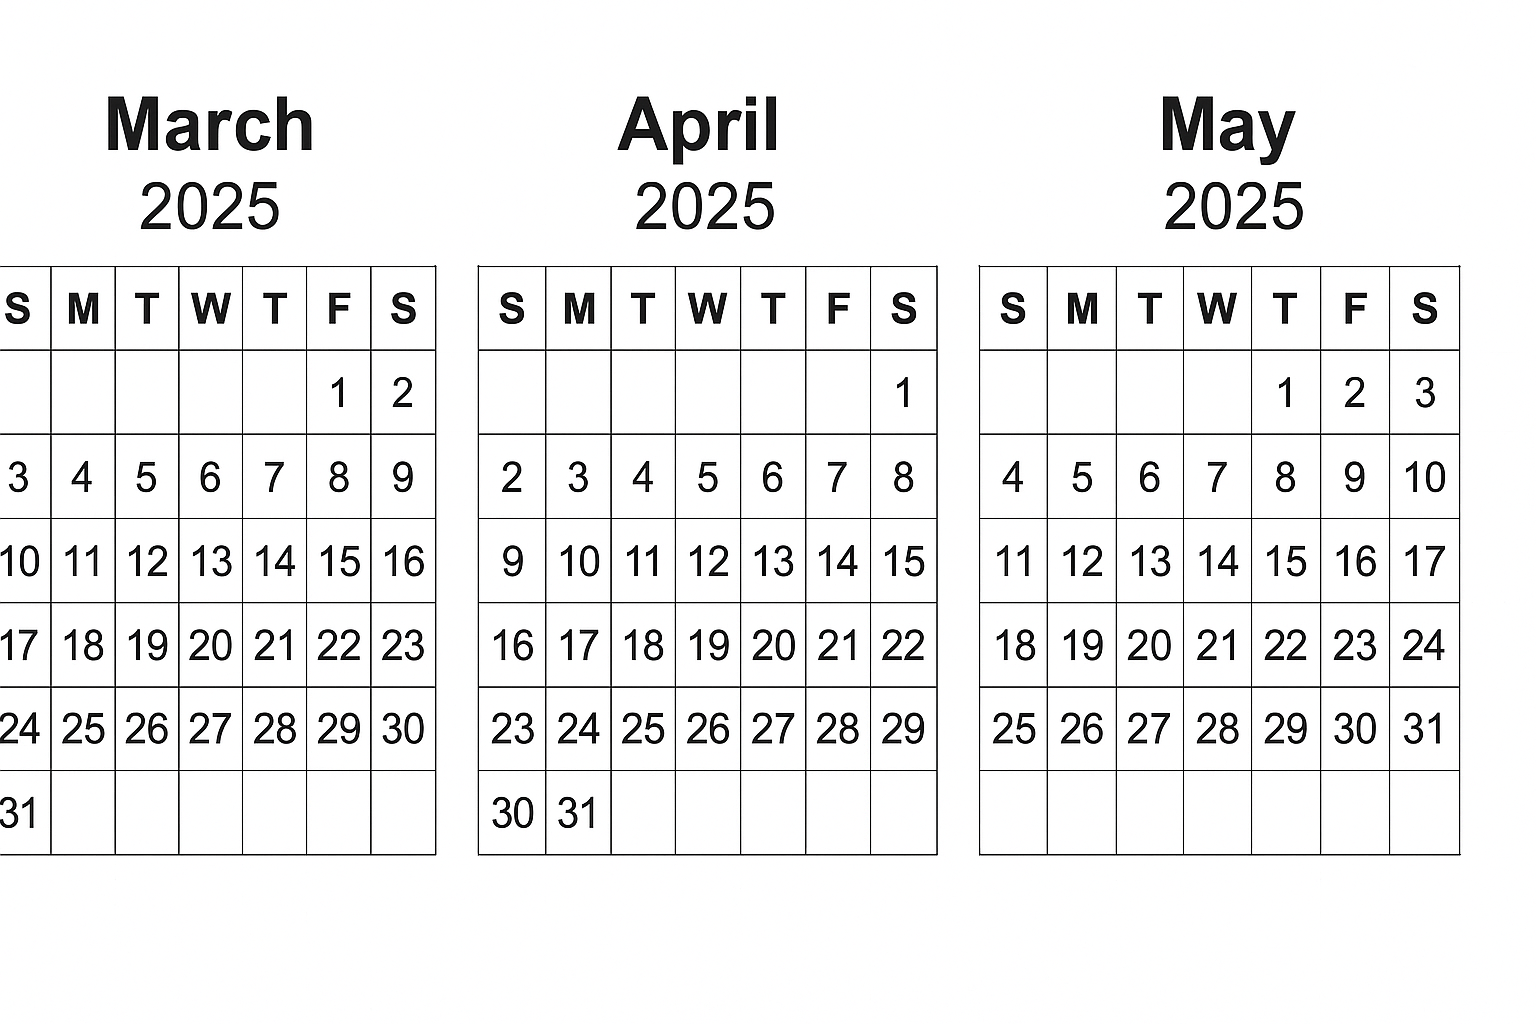 March
2025
S M T W T F S
1 2
3 4 5 6 7 8 9
10 11 12 13 14 15 16
17 18 19 20 21 22 23
24 25 26 27 28 29 30
31
April
2025
S M T W T F S
1
2 3 4 5 6 7 8
9 10 11 12 13 14 15
16 17 18 19 20 21 22
23 24 25 26 27 28 29
30 31
May
2025
S M T W T F S
1 2 3
4 5 6 7 8 9 10
11 12 13 14 15 16 17
18 19 20 21 22 23 24
25 26 27 28 29 30 31